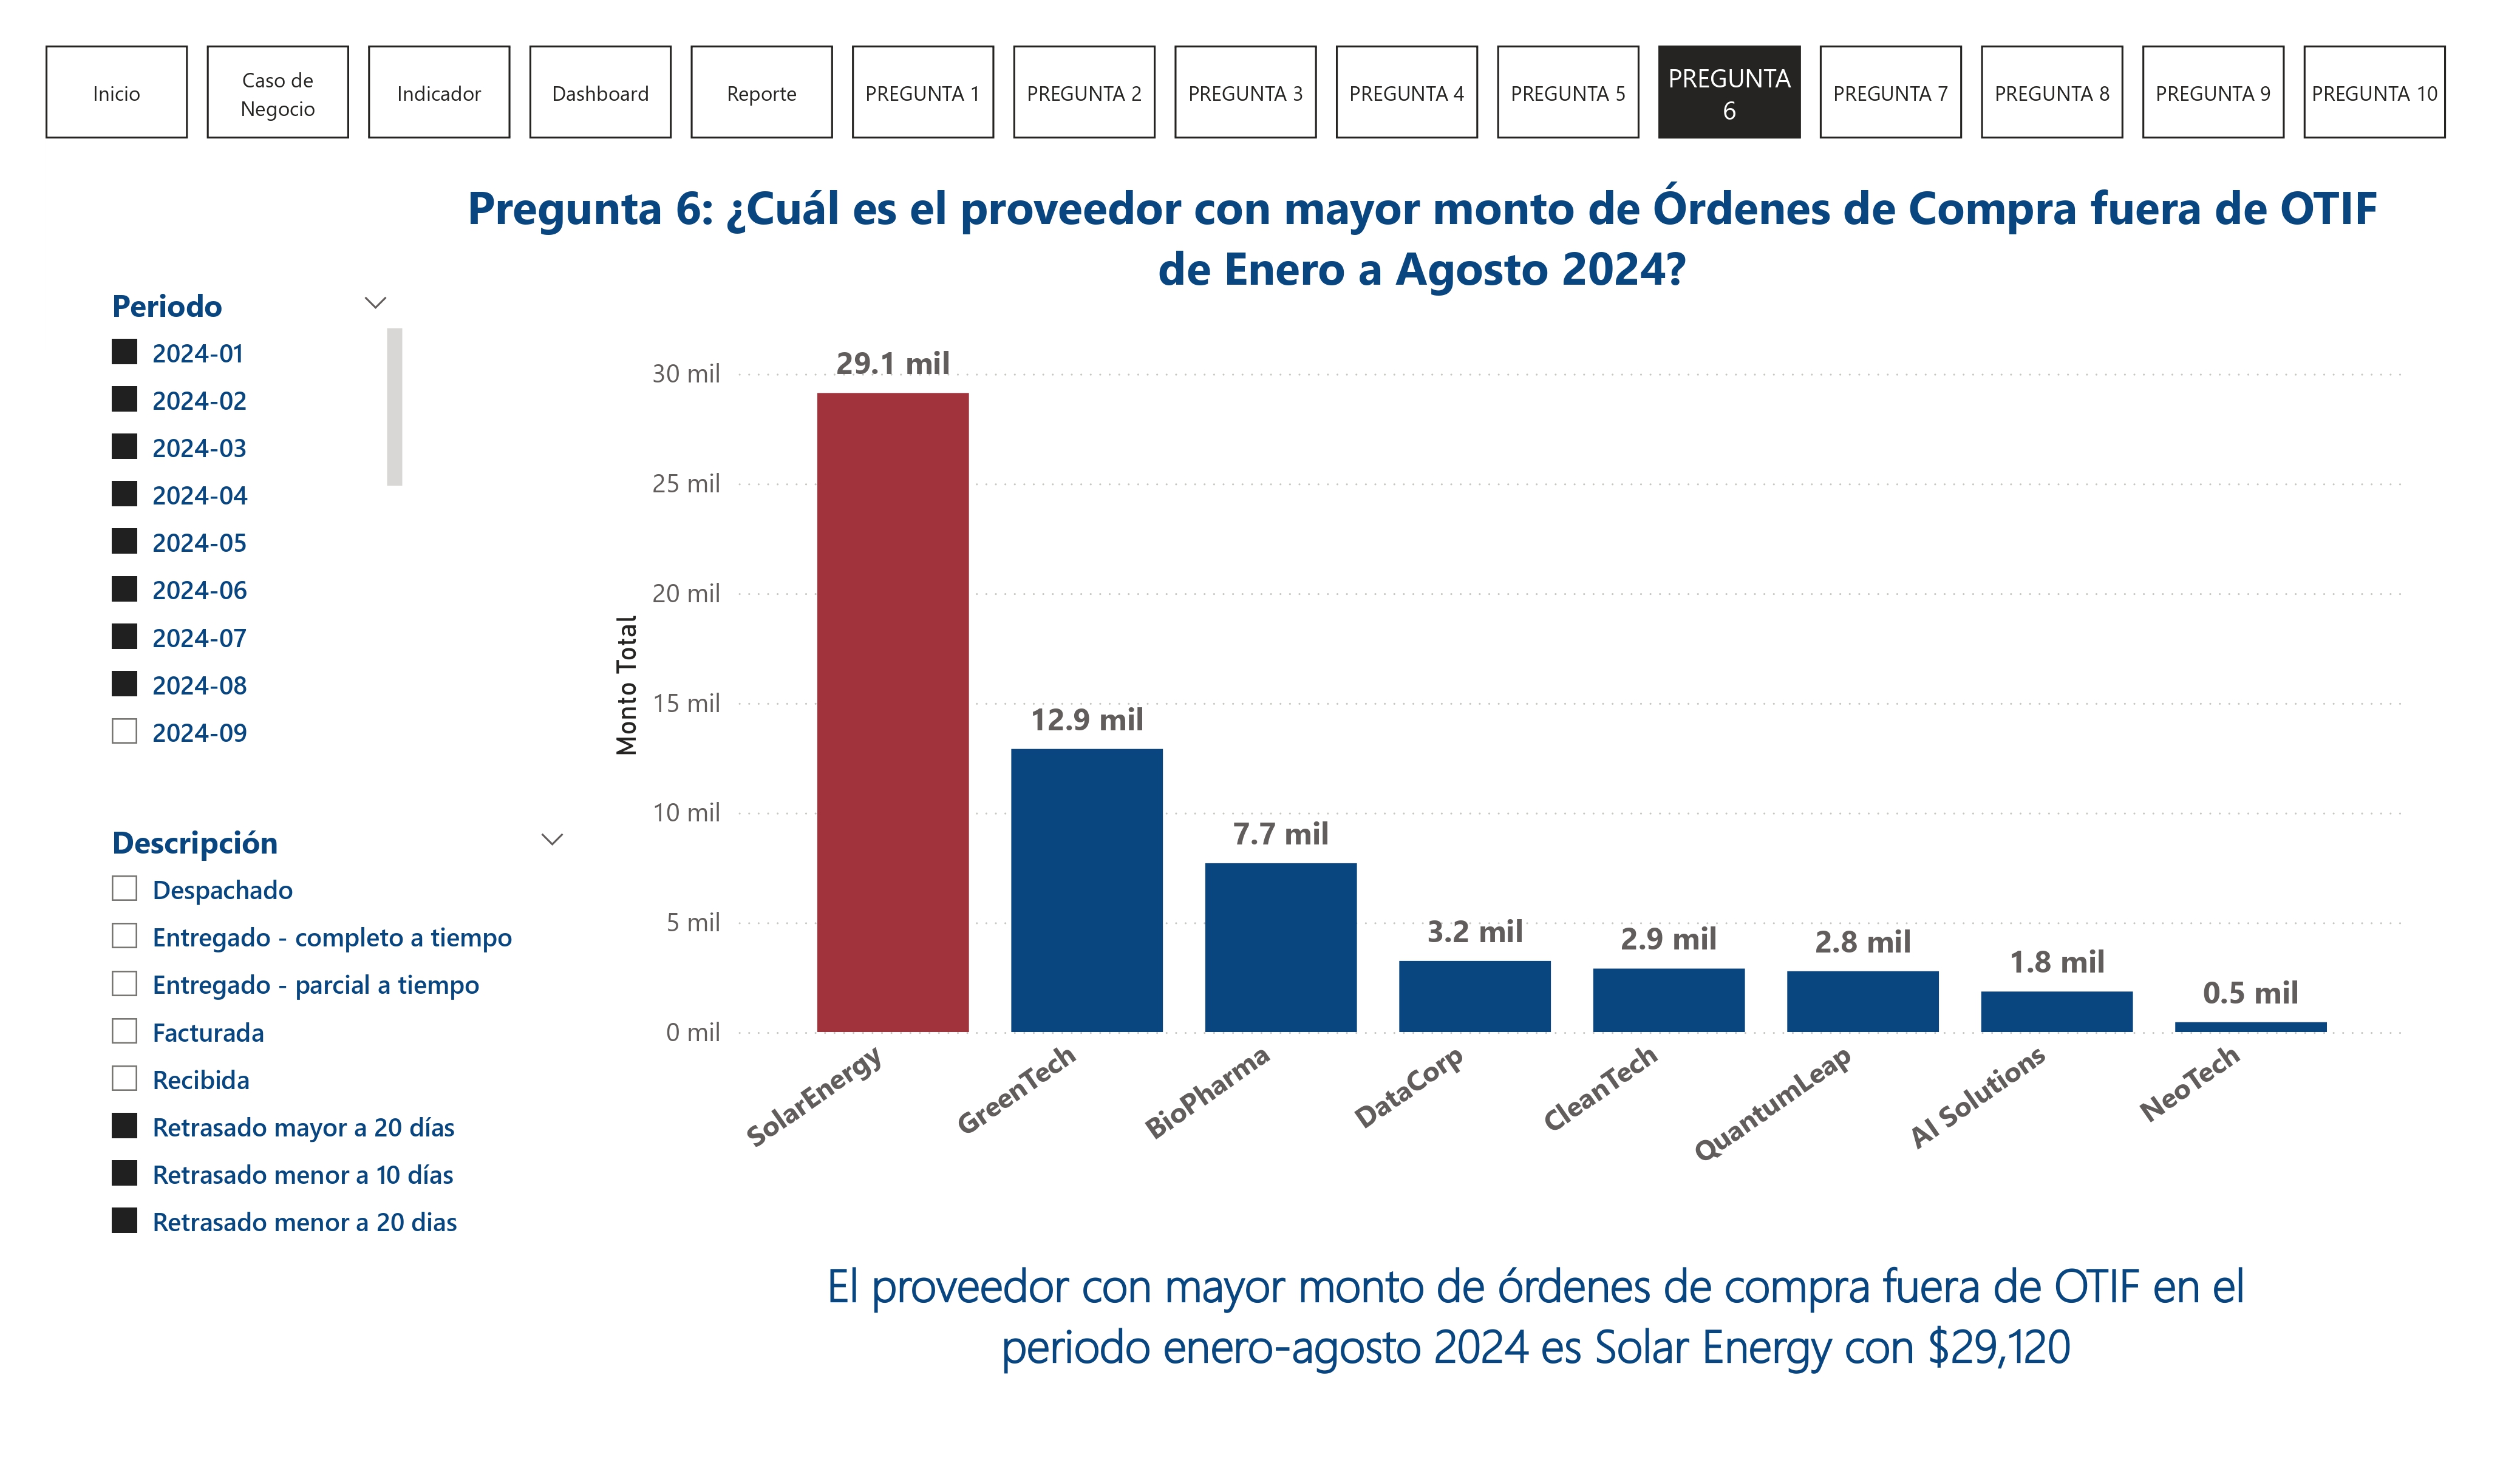 Inicio
Caso de
Negocio
Indicador
Dashboard
Reporte
PREGUNTA 1
PREGUNTA 2
PREGUNTA 3
PREGUNTA 4
PREGUNTA 5
PREGUNTA
6
PREGUNTA 7
PREGUNTA 8
PREGUNTA 9
PREGUNTA 10
Pregunta 6: ¿Cuál es el proveedor con mayor monto de Órdenes de Compra fuera de OTIF
de Enero a Agosto 2024?
Periodo
2024-01
2024-02
2024-03
2024-04
2024-05
2024-06
2024-07
2024-08
2024-09
Descripción
Despachado
Entregado - completo a tiempo
Entregado - parcial a tiempo
Facturada
Recibida
Retrasado mayor a 20 días
Retrasado menor a 10 días
Retrasado menor a 20 dias
Monto Total
30 mil
25 mil
20 mil
15 mil
10 mil
5 mil
0 mil
29.1 mil
12.9 mil
7.7 mil
3.2 mil
2.9 mil
2.8 mil
1.8 mil
0.5 mil
SolarEnergy
GreenTech
BioPharma
DataCorp
CleanTech
QuantumLeap
AI Solutions
NeoTech
El proveedor con mayor monto de órdenes de compra fuera de OTIF en el
periodo enero-agosto 2024 es Solar Energy con $29,120